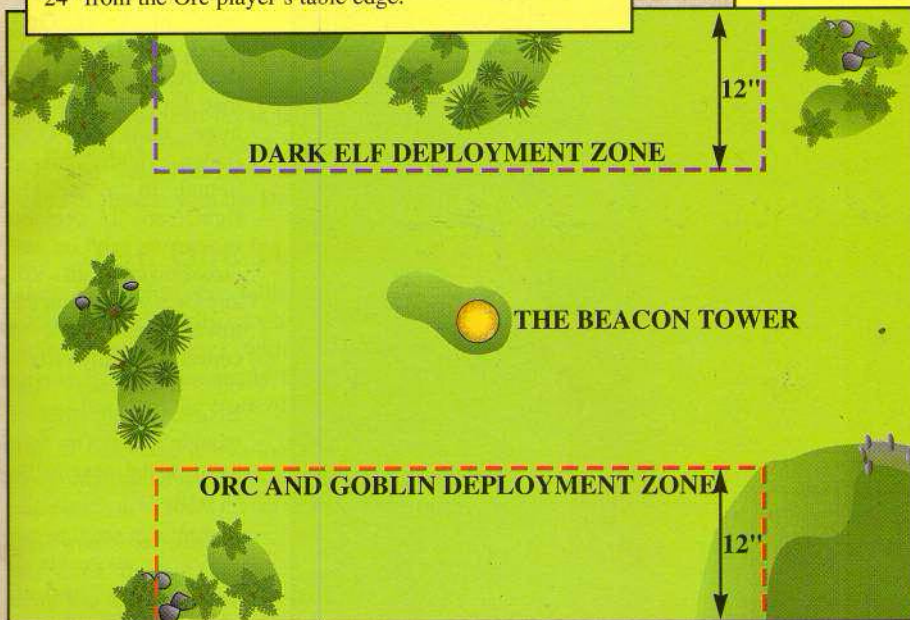 24" from the Orc player's table edge.
12"
DARK ELF DEPLOYMENT ZONE
THE BEACON TOWER
ORC AND GOBLIN DEPLOYMENT ZONE
12"